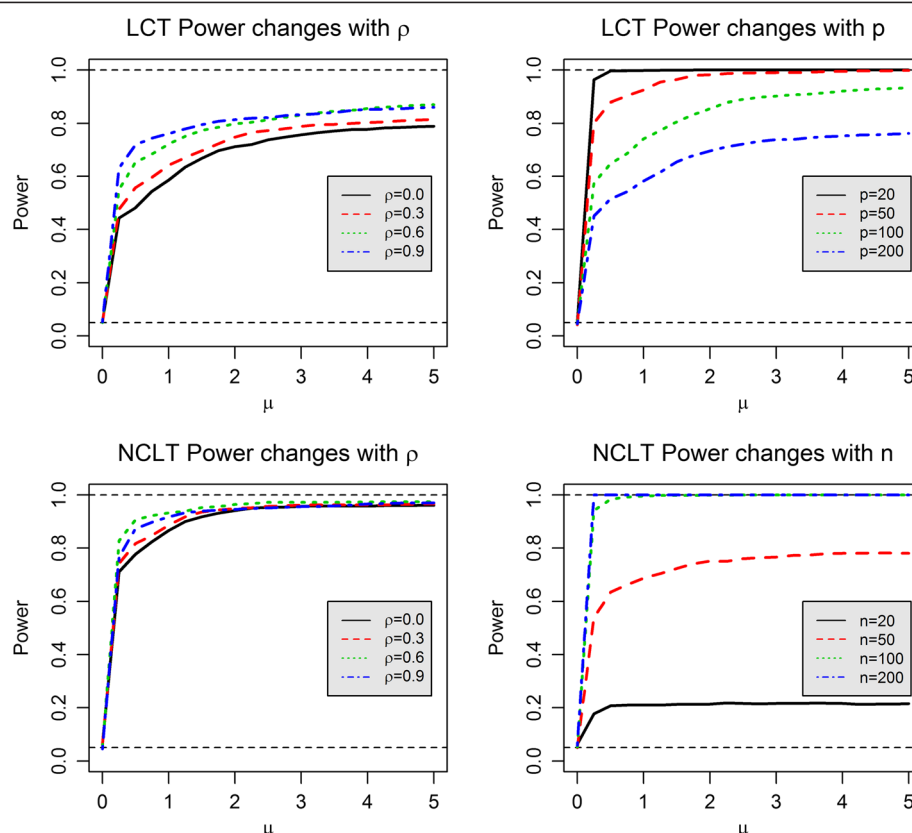 LCT Power changes with ρ
Power
1.0
0.8
0.6
0.4
0.2
0.0
ρ=0.0
ρ=0.3
ρ=0.6
ρ=0.9
0 1 2 3 4 5
μ
LCT Power changes with p
Power
1.0
0.8
0.6
0.4
0.2
0.0
p=20
p=50
p=100
p=200
0 1 2 3 4 5
μ
NCLT Power changes with ρ
Power
1.0
0.8
0.6
0.4
0.2
0.0
ρ=0.0
ρ=0.3
ρ=0.6
ρ=0.9
0 1 2 3 4 5
μ
NCLT Power changes with n
Power
1.0
0.8
0.6
0.4
0.2
0.0
n=20
n=50
n=100
n=200
0 1 2 3 4 5
μ